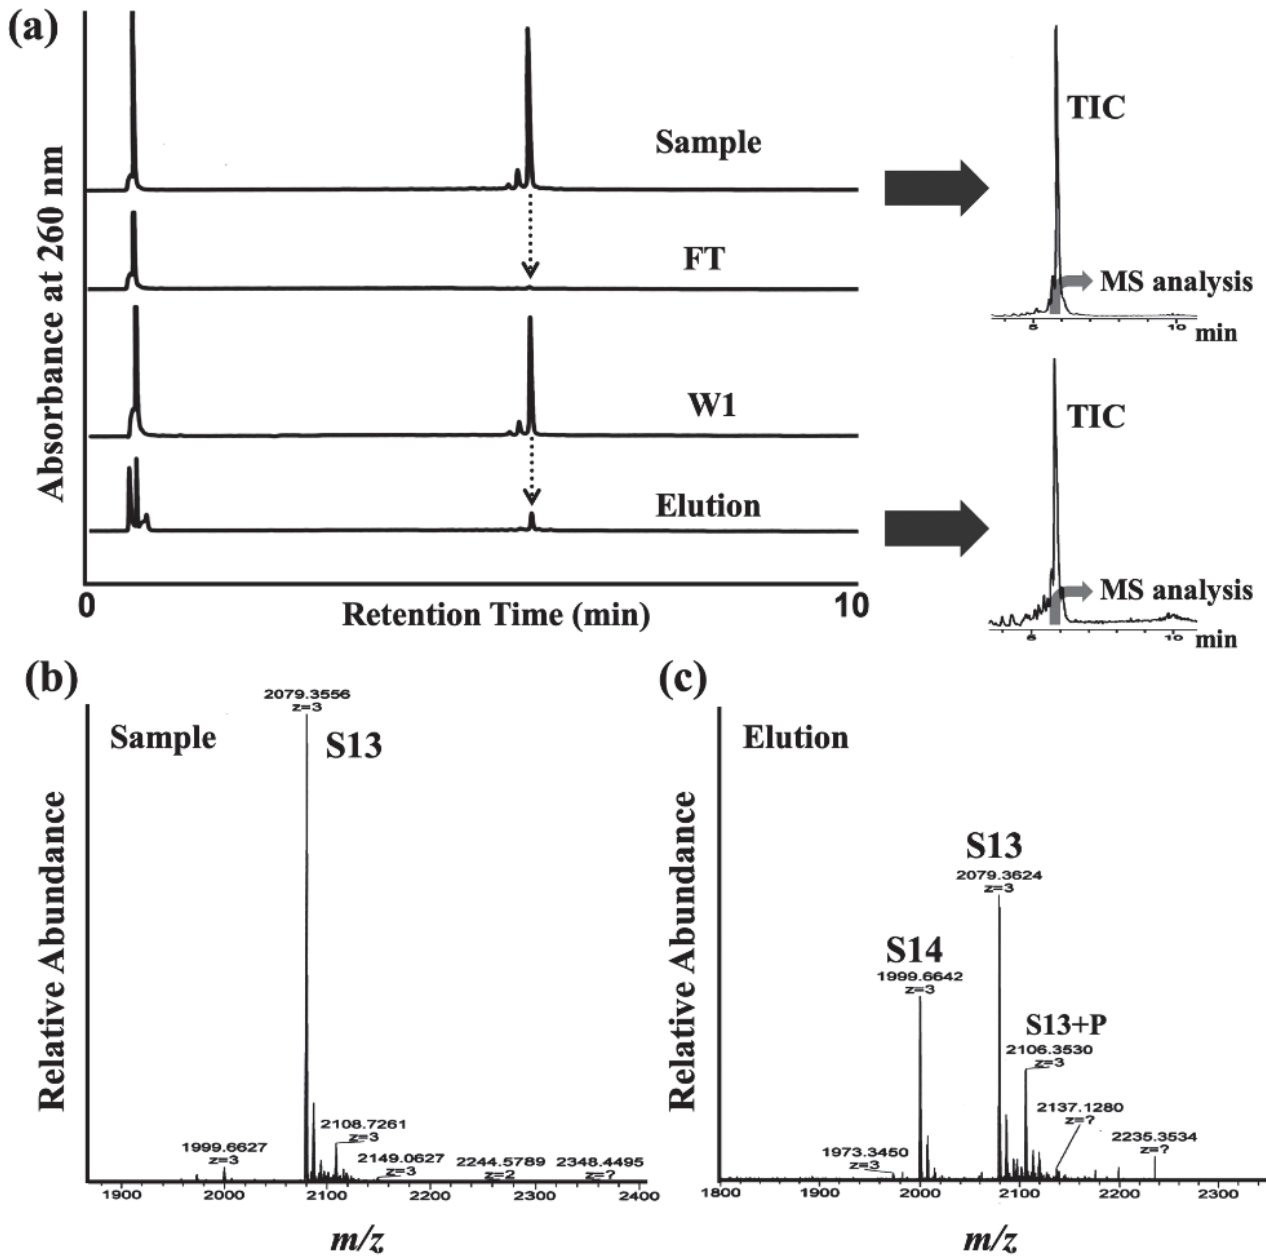 (a)
Absorbance at 260 nm
Sample
FT
W1
Elution
0
10
Retention Time (min)
TIC
MS analysis
5
10
min
TIC
MS analysis
5
10
min
(b)
Sample
2079.3556
z=3
S13
1999.6627
z=3
2108.7261
z=3
2149.0627
z=3
2244.5789
z=2
2348.4495
z=?
Relative Abundance
1900 2000 2100 2200 2300 2400
m/z
(c)
Elution
S13
2079.3624
z=3
S14
1999.6642
z=3
S13+P
2106.3530
z=3
2137.1280
z=?
2235.3534
z=?
1973.3450
z=3
Relative Abundance
1800 1900 2000 2100 2200 2300
m/z